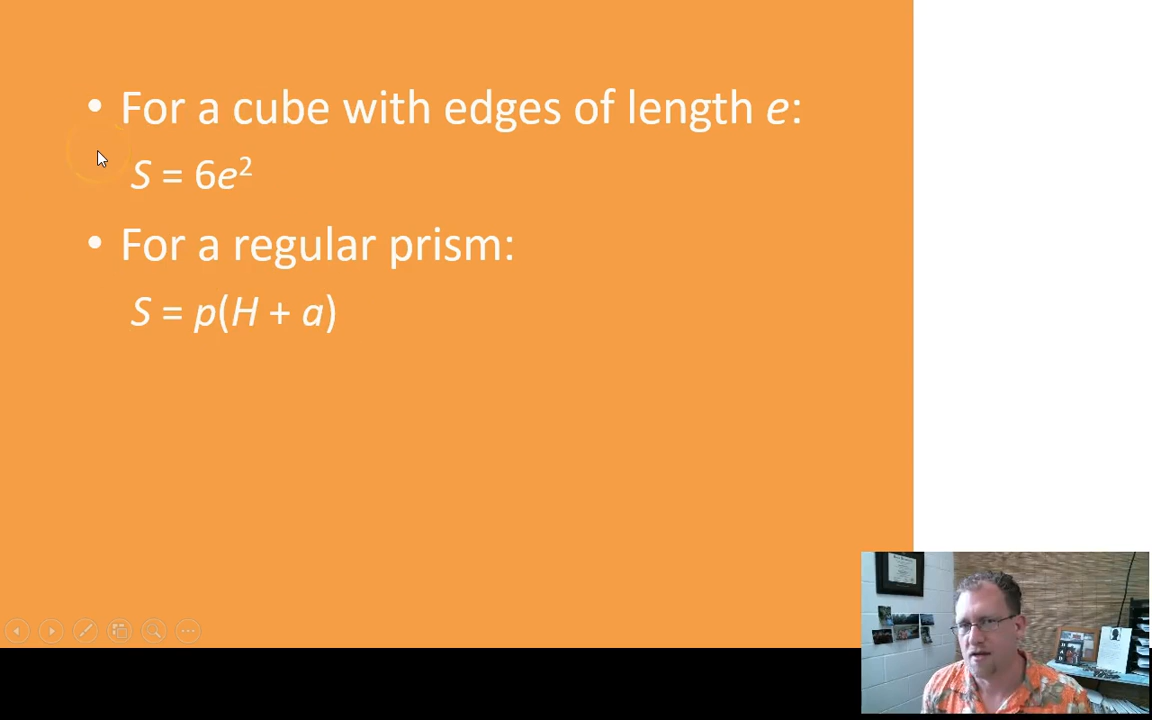 • For a cube with edges of length e:
S = 6e²
• For a regular prism:
S = p(H + a)